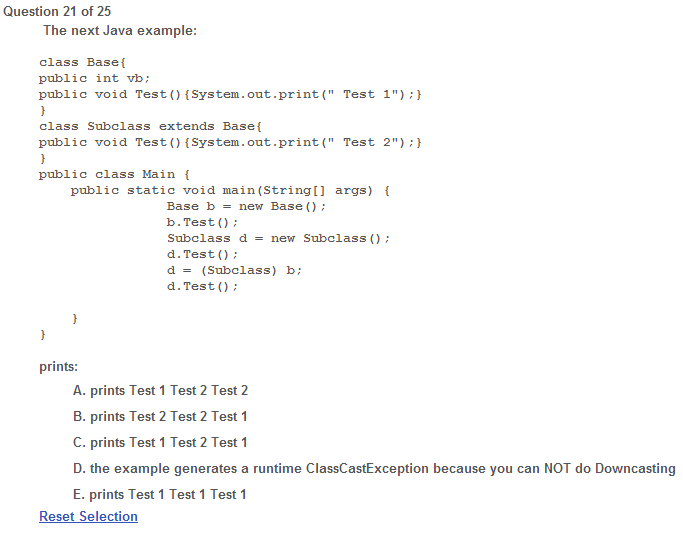 Question 21 of 25
The next Java example:
class Base{
public int vb;
public void Test(){System.out.print(" Test 1");}
}
class Subclass extends Base{
public void Test(){System.out.print(" Test 2");}
}
public class Main {
public static void main(String[] args) {
Base b = new Base();
b.Test();
Subclass d = new Subclass();
d.Test();
d = (Subclass) b;
d.Test();
}
}
prints:
A. prints Test 1 Test 2 Test 2
B. prints Test 2 Test 2 Test 1
C. prints Test 1 Test 2 Test 1
D. the example generates a runtime ClassCastException because you can NOT do Downcasting
E. prints Test 1 Test 1 Test 1
Reset Selection